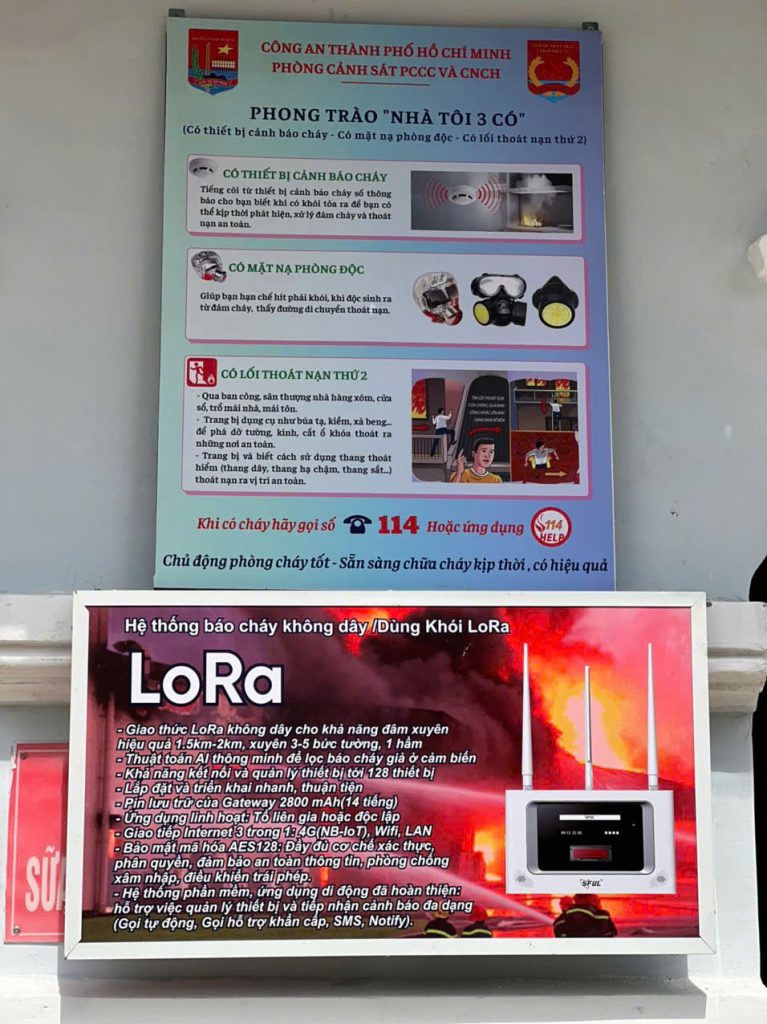 CÔNG AN THÀNH PHỐ HỒ CHÍ MINH
PHÒNG CẢNH SÁT PCCC VÀ CNCH
PHONG TRÀO "NHÀ TÔI 3 CÓ"
(Có thiết bị cảnh báo cháy - Có mặt nạ phòng độc - Có lối thoát nạn thứ 2)
CÓ THIẾT BỊ CẢNH BÁO CHÁY
Tiếng còi từ thiết bị cảnh báo cháy sẽ thông
báo cho bạn biết khi có khói tỏa ra để bạn có
thể kịp thời phát hiện, xử lý đám cháy và thoát
nạn an toàn.
CÓ MẶT NẠ PHÒNG ĐỘC
Giúp bạn hạn chế hít phải khói, khí độc sinh ra
từ đám cháy, thấy đường di chuyển thoát nạn.
CÓ LỐI THOÁT NẠN THỨ 2
- Qua ban công, sân thượng nhà hàng xóm, cửa
sổ, trổ mái nhà, mái tôn.
- Trang bị dụng cụ như búa tạ, kiềm, xà beng..
để phá dỡ tường, kính, cắt ổ khóa thoát ra
những nơi an toàn.
- Trang bị và biết cách sử dụng thang thoát
hiểm (thang dây, thang hạ chậm, thang sắt...)
thoát nạn ra vị trí an toàn.
Khi có cháy hãy gọi số 114 Hoặc ứng dụng
114
HELP
Chủ động phòng cháy tốt - Sẵn sàng chữa cháy kịp thời, có hiệu quả
Hệ thống báo cháy không dây /Dùng Khói LoRa
LoRa
- Giao thức LoRa không dây cho khả năng đâm xuyên
hiệu quả 1.5km-2km, xuyên 3-5 bức tường, 1 hầm
- Thuật toán AI thông minh để lọc báo cháy giả ở cảm biến
- Khả năng kết nối và quản lý thiết bị tới 128 thiết bị
- Lắp đặt và triển khai nhanh, thuận tiện
- Pin lưu trữ của Gateway 2800 mAh(14 tiếng)
- Ứng dụng linh hoạt: Tổ liên gia hoặc độc lập
- Giao tiếp Internet 3 trong 1: 4G(NB-IoT), Wifi, LAN
- Bảo mật mã hóa AES128: Đầy đủ cơ chế xác thực,
phân quyền, đảm bảo an toàn thông tin, phòng chống
xâm nhập, điều khiển trái phép.
- Hệ thống phần mềm, ứng dụng di động đã hoàn thiện:
hỗ trợ việc quản lý thiết bị và tiếp nhận cảnh báo đa dạng
(Gọi tự động, Gọi hỗ trợ khẩn cấp, SMS, Notify).
SFUL
SỮA